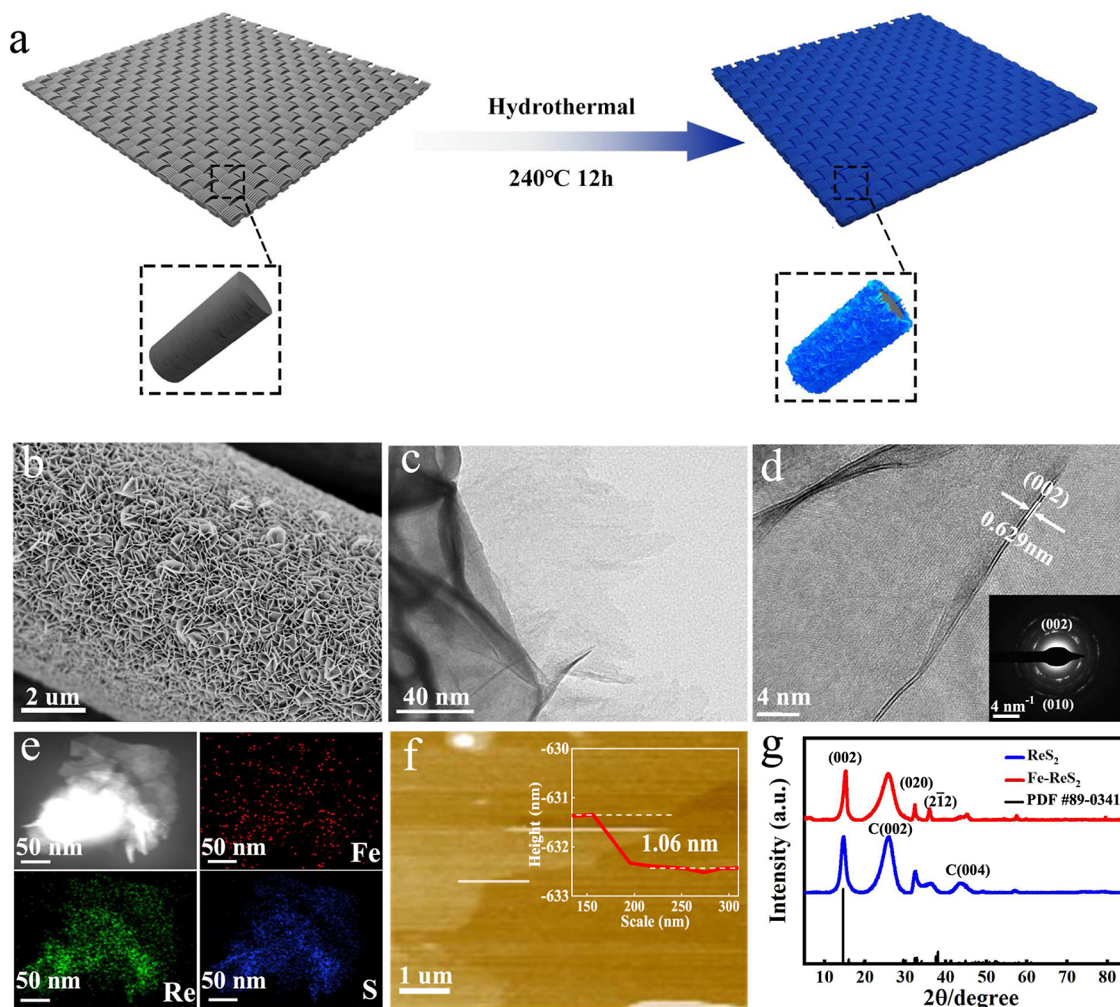 a
Hydrothermal
240℃ 12h
b
2 um
c
40 nm
d
(002)
0.629nm
4 nm
(002)
(010)
4 nm-1
e
50 nm
Fe
50 nm
Re
50 nm
S
50 nm
f
1 um
-630
-631
-632
-633
Height (nm)
1.06 nm
150 200 250 300
Scale (nm)
g
(002)
(020)
(21̅2)
C(002)
C(004)
ReS2
Fe-ReS2
PDF #89-0341
Intensity (a.u.)
10 20 30 40 50 60 70 80
2θ/degree